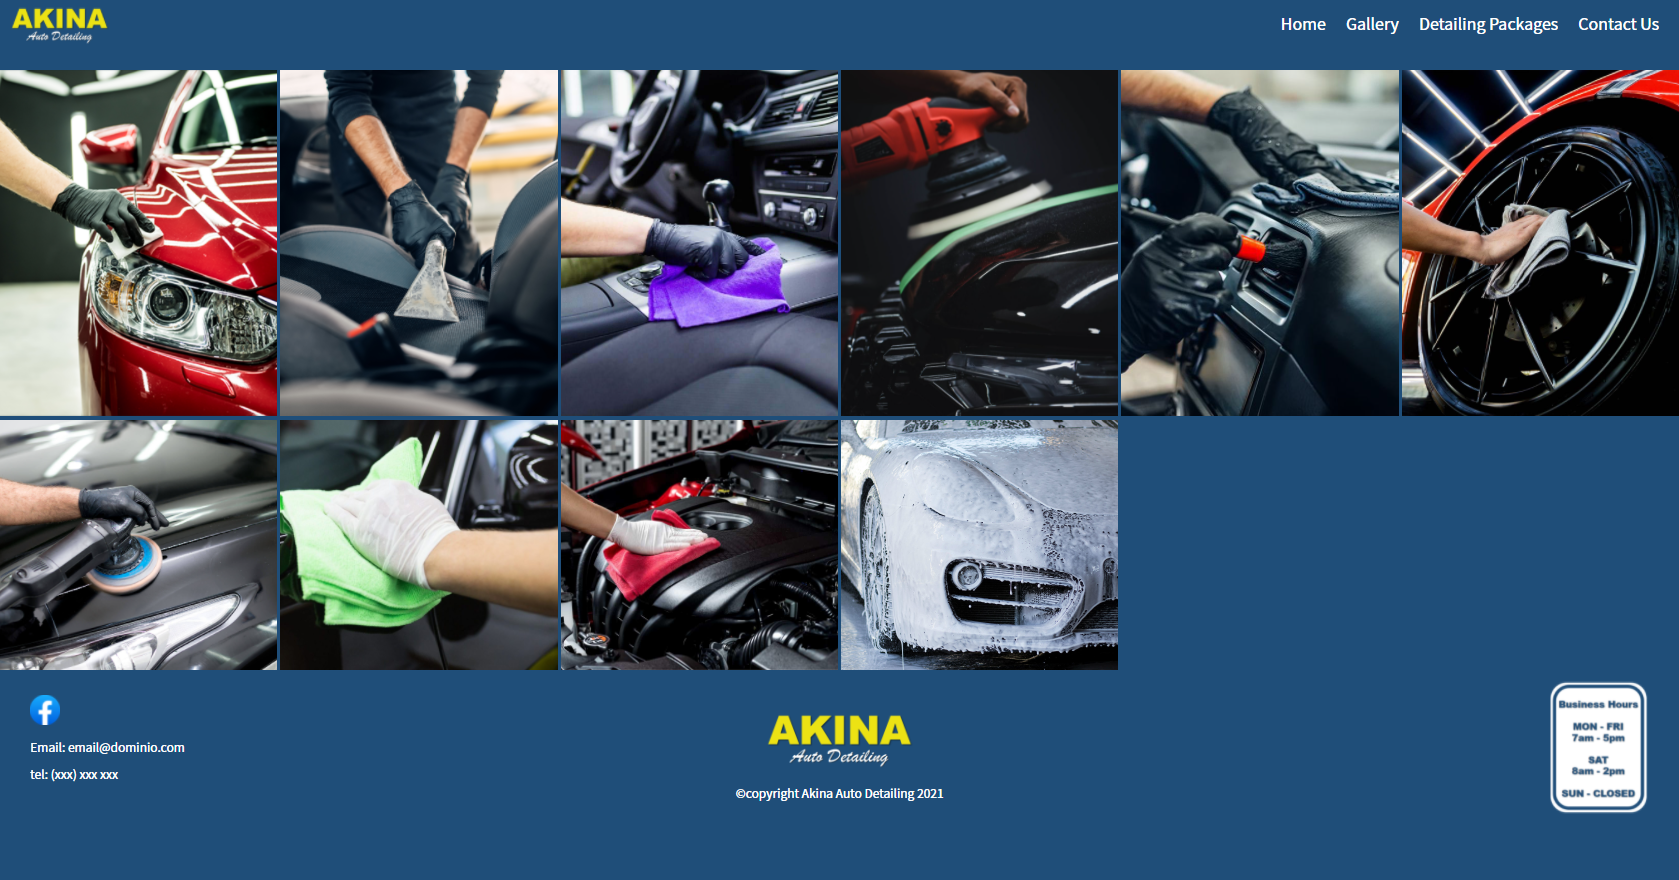 AKINA
Auto Detailing
Home Gallery Detailing Packages Contact Us
Email: email@dominio.com
tel: (xxx) xxx xxx
AKINA
Auto Detailing
©copyright Akina Auto Detailing 2021
Business Hours
MON - FRI
7am - 5pm
SAT
8am - 2pm
SUN - CLOSED